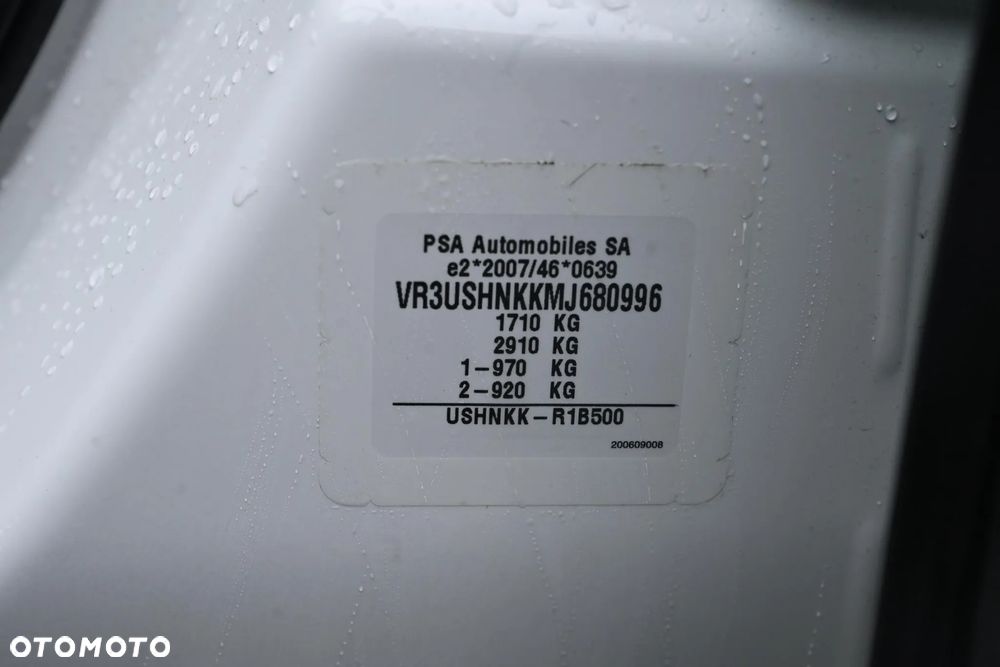 PSA Automobiles SA
e2*2007/46*0639
VR3USHNKKMJ680996
1710 KG
2910 KG
1-970 KG
2-920 KG
USHNKK-R1B500
200609008
OTOMOTO